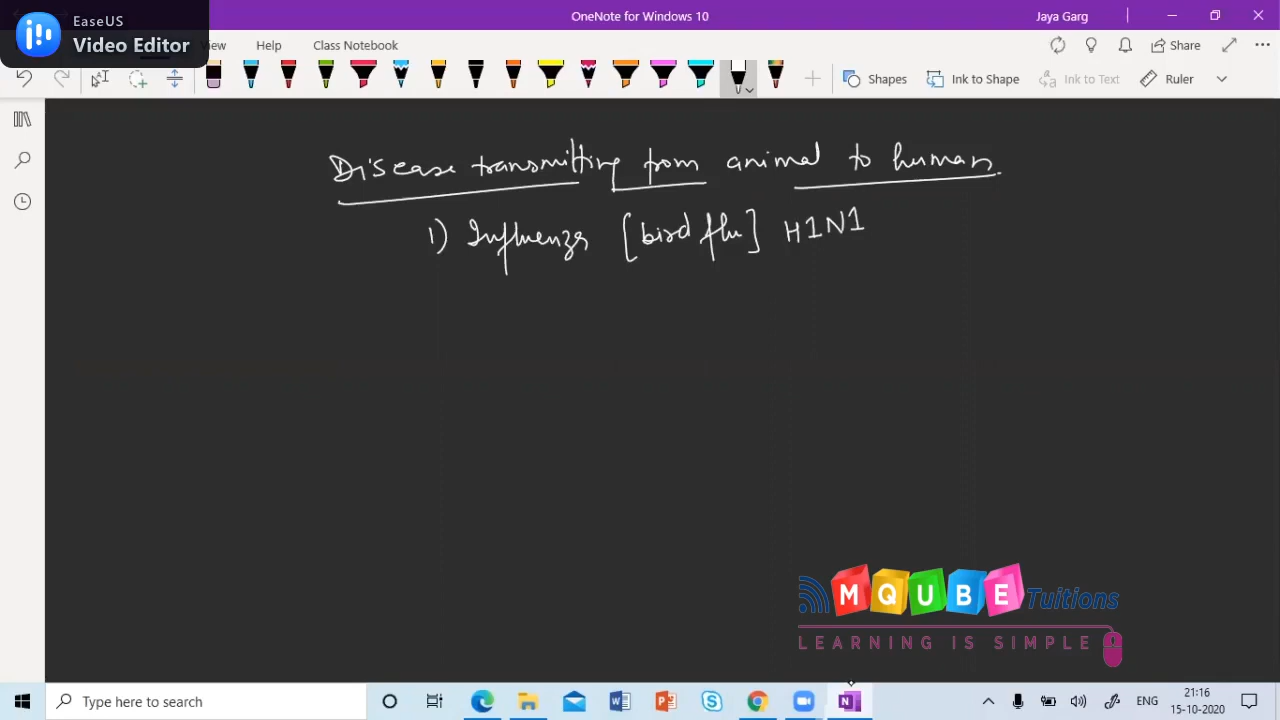 EaseUS
Video Editor
OneNote for Windows 10
Jaya Garg
View
Help
Class Notebook
Share
Shapes
Ink to Shape
Ink to Text
Ruler
Disease transmitting from animal to human.
1) Influenza [bird flu] H1N1
MQUBE Tuitions
LEARNING IS SIMPLE
Type here to search
ENG
21:16
15-10-2020